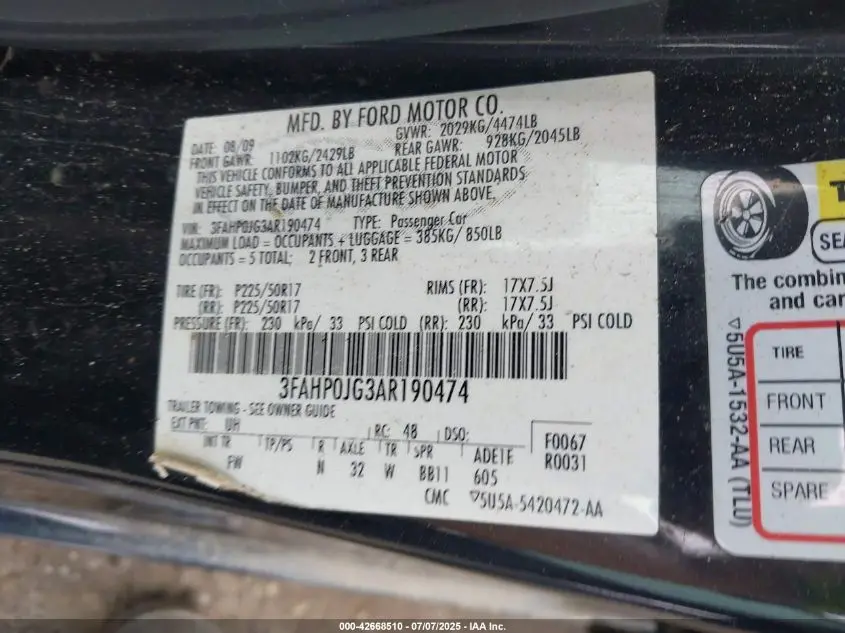 MFD. BY FORD MOTOR CO.
DATE: 08/09 GVWR: 2029KG/4474LB
FRONT GAWR: 1102KG/2429LB REAR GAWR: 928KG/2045LB
THIS VEHICLE CONFORMS TO ALL APPLICABLE FEDERAL MOTOR
VEHICLE SAFETY, BUMPER, AND THEFT PREVENTION STANDARDS
IN EFFECT ON THE DATE OF MANUFACTURE SHOWN ABOVE.
VIN: 3FAHP0JG3AR190474 TYPE: Passenger Car
MAXIMUM LOAD = OCCUPANTS + LUGGAGE = 385KG/ 850LB
OCCUPANTS = 5 TOTAL; 2 FRONT, 3 REAR
TIRE (FR): P225/50R17 RIMS (FR): 17X7.5J
(RR): P225/50R17 (RR): 17X7.5J
PRESSURE (FR): 230 kPa/ 33 PSI COLD (RR): 230 kPa/ 33 PSI COLD
3FAHP0JG3AR190474
TRAILER TOWING - SEE OWNER GUIDE
EXT PNT: UH RC: 48 DSO: F0067
INT TR TP/PS R AXLE TR SPR ADE1E R0031
FW N 32 W BB11 605
CMC ▽5U5A-5420472-AA
SEA
The combin
and car
TIRE
FRONT
REAR
SPARE
▽5U5A-1532-AA (TLU)
000-42668510 | 07/07/2025 - IAA Inc.